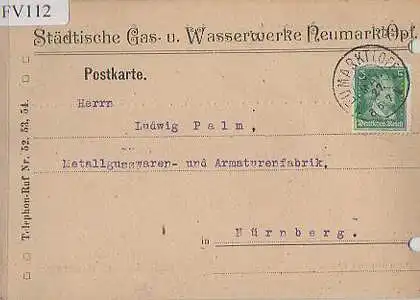 FV112
Städtische Gas- u. Wasserwerke Neumarkt Opf.
Postkarte.
Herrn
Ludwig Palm,
Metallgusswaren- und Armaturenfabrik,
in Nürnberg.
Telephon-Ruf Nr. 52, 53, 54.
Deutsches Reich